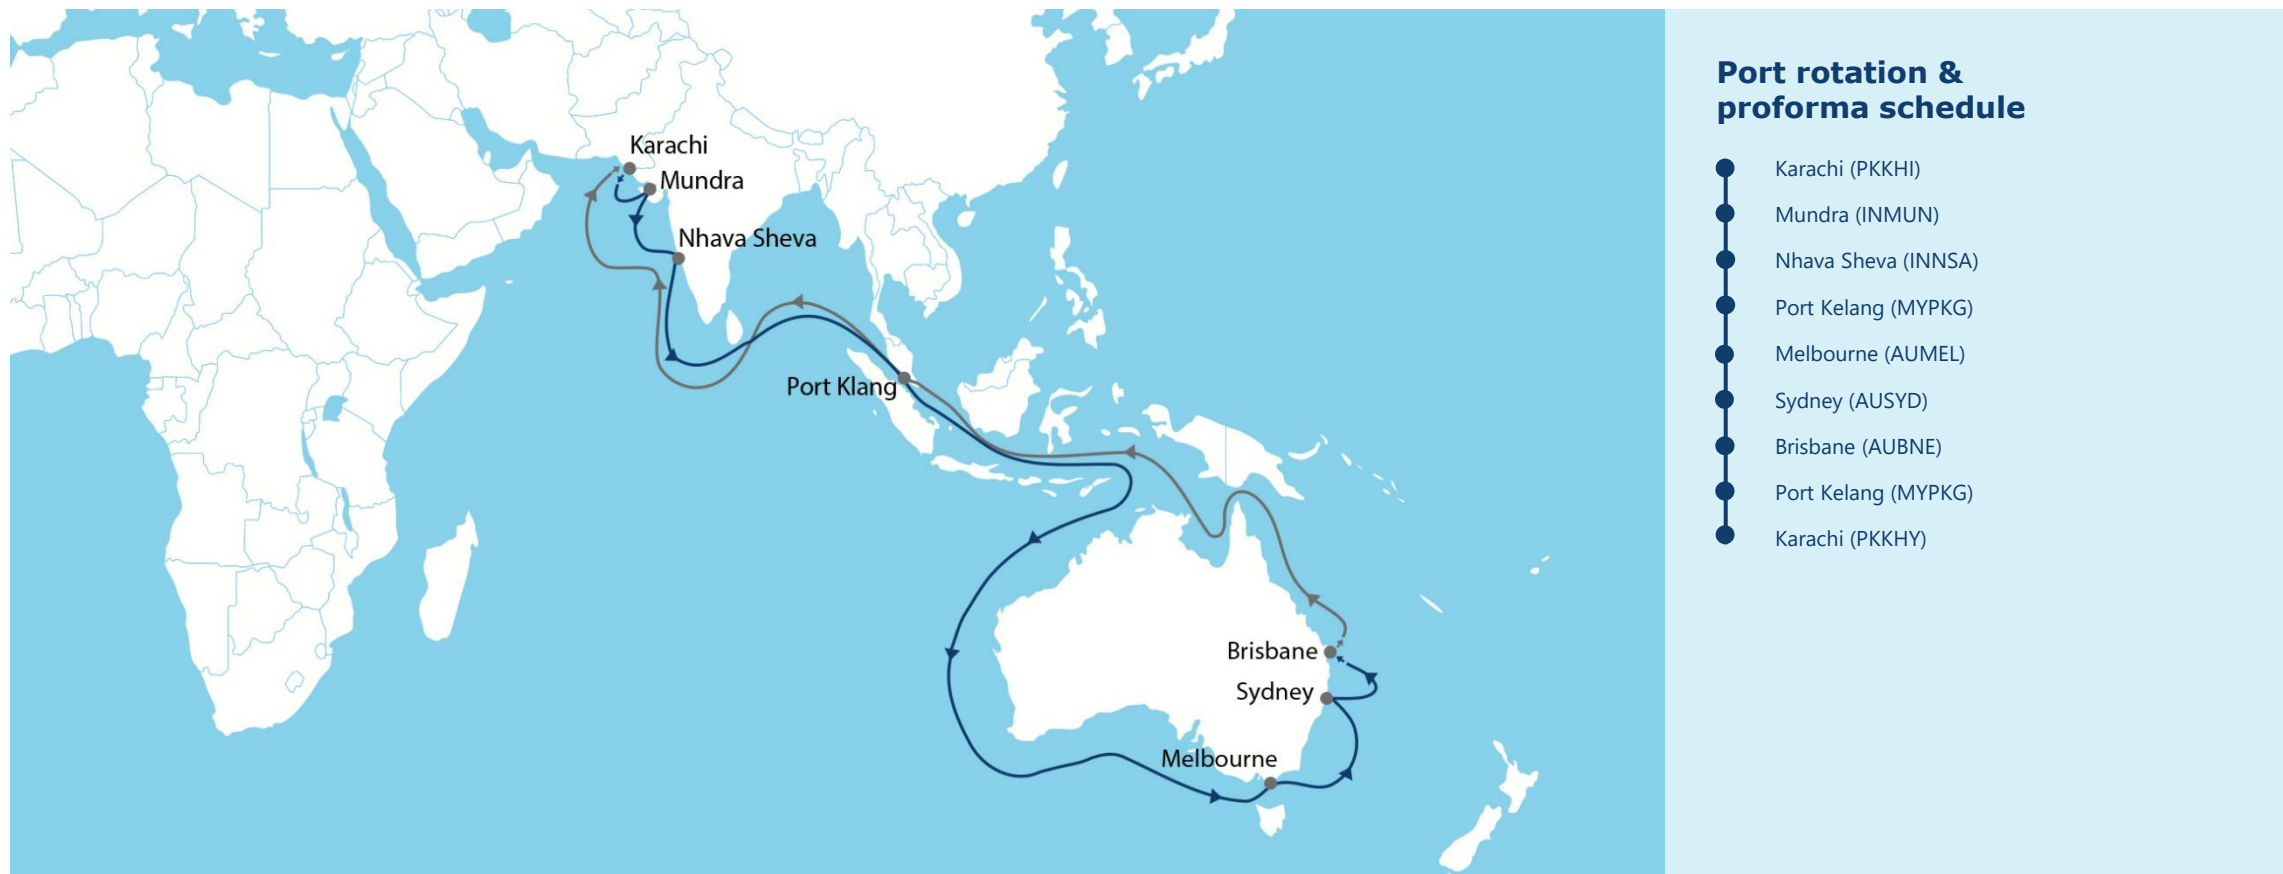 Karachi
Mundra
Nhava Sheva
Port Klang
Brisbane
Sydney
Melbourne
Port rotation &
proforma schedule
Karachi (PKKHI)
Mundra (INMUN)
Nhava Sheva (INNSA)
Port Kelang (MYPKG)
Melbourne (AUMEL)
Sydney (AUSYD)
Brisbane (AUBNE)
Port Kelang (MYPKG)
Karachi (PKKHY)